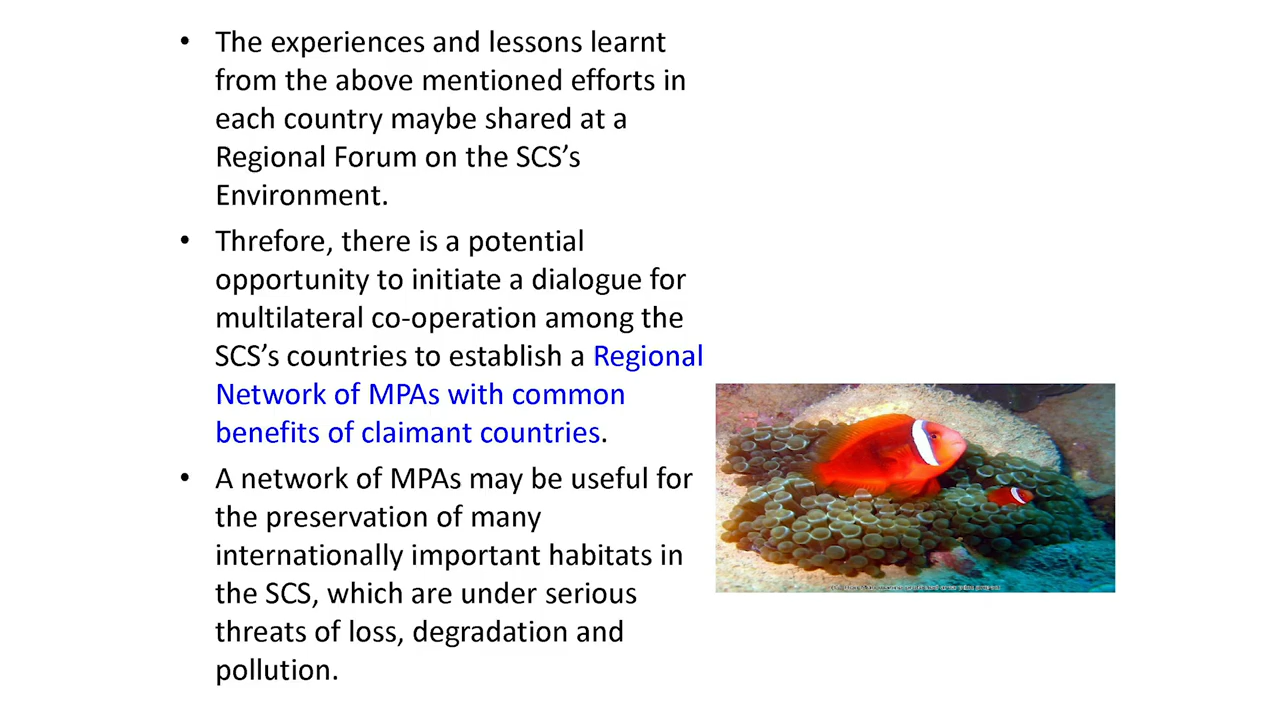 • The experiences and lessons learnt
from the above mentioned efforts in
each country maybe shared at a
Regional Forum on the SCS’s
Environment.
• Threfore, there is a potential
opportunity to initiate a dialogue for
multilateral co-operation among the
SCS’s countries to establish a Regional
Network of MPAs with common
benefits of claimant countries.
• A network of MPAs may be useful for
the preservation of many
internationally important habitats in
the SCS, which are under serious
threats of loss, degradation and
pollution.